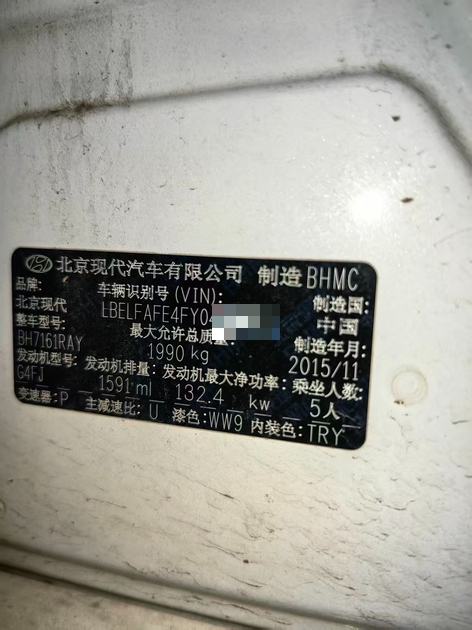 北京现代汽车有限公司 制造 BHMC
品牌: 车辆识别号(VIN): 制造国:
北京现代 LBELFAFE4FY04 中国
整车型号: 最大允许总质 制造年月:
BH7161RAY 1990 kg 2015/11
发动机型号: 发动机排量: 发动机最大净功率: 乘坐人数:
G4FJ 1591 ml 132.4 kw 5人
变速器: P 主减速比: U 漆色: WW9 内装色: TRY